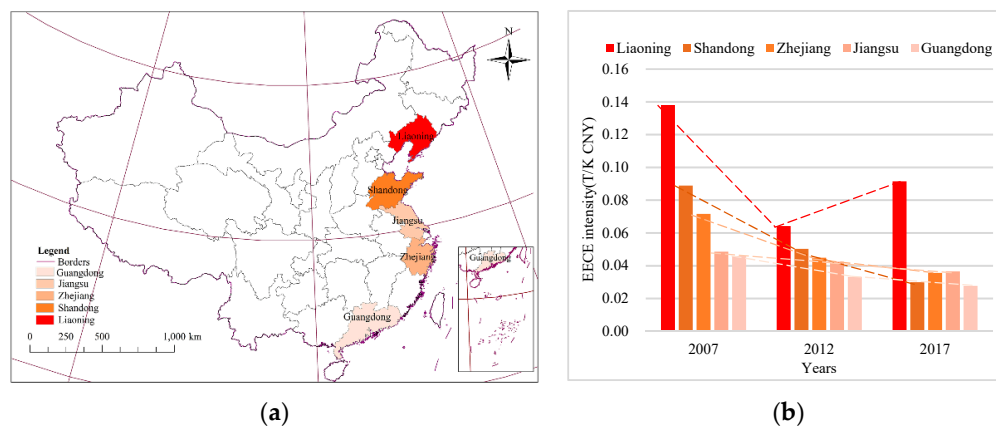 (a)
N
Liaoning
Shandong
Jiangsu
Zhejiang
Guangdong
Guangdong
Legend
Borders
Guangdong
Jiangsu
Zhejiang
Shandong
Liaoning
0 250 500 1,000 km
(b)
Liaoning Shandong Zhejiang Jiangsu Guangdong
EECE intensity(T/K CNY)
0.16
0.14
0.12
0.10
0.08
0.06
0.04
0.02
0.00
2007 2012 2017
Years
(a) (b)